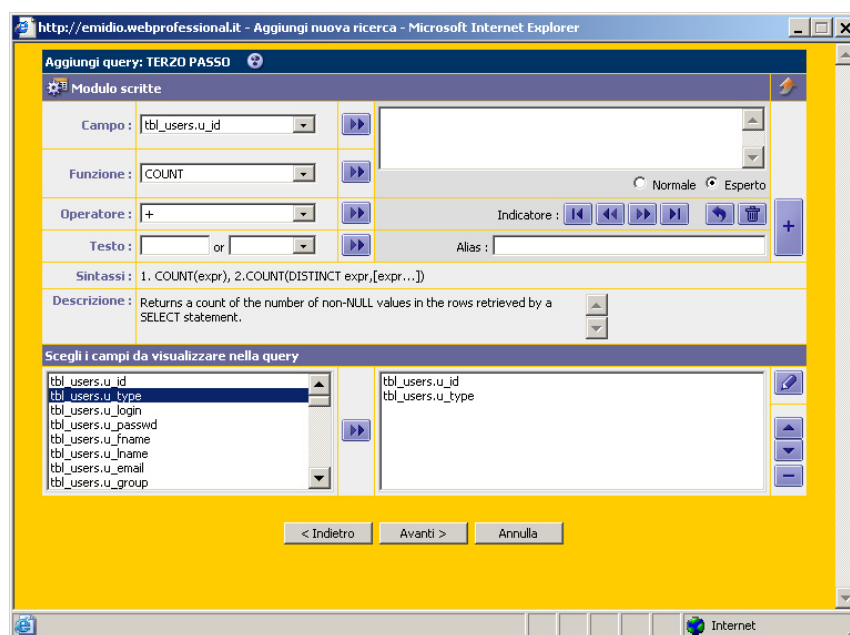 http://emidio.webprofessional.it - Aggiungi nuova ricerca - Microsoft Internet Explorer
Aggiungi query: TERZO PASSO
Modulo scritte
Campo : tbl_users.u_id
Funzione : COUNT
Normale Esperto
Operatore : + Indicatore :
+
Testo : or Alias :
Sintassi : 1. COUNT(expr), 2.COUNT(DISTINCT expr,[expr...])
Descrizione : Returns a count of the number of non-NULL values in the rows retrieved by a
SELECT statement.
Scegli i campi da visualizzare nella query
tbl_users.u_id
tbl_users.u_type
tbl_users.u_login
tbl_users.u_passwd
tbl_users.u_fname
tbl_users.u_lname
tbl_users.u_email
tbl_users.u_group
tbl_users.u_id
tbl_users.u_type
< Indietro Avanti > Annulla
Internet